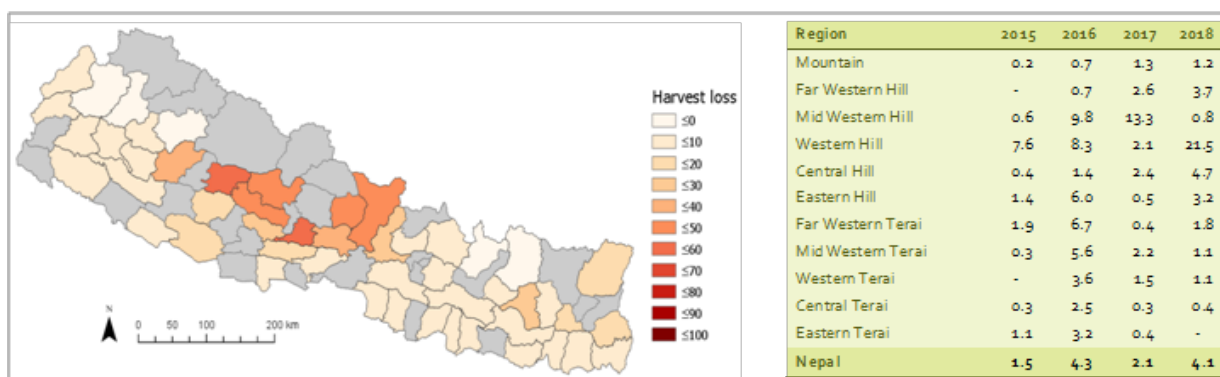 Harvest loss
≤0
≤10
≤20
≤30
≤40
≤50
≤60
≤70
≤80
≤90
≤100
N
0 50 100 200 km
Region 2015 2016 2017 2018
Mountain 0.2 0.7 1.3 1.2
Far Western Hill - 0.7 2.6 3.7
Mid Western Hill 0.6 9.8 13.3 0.8
Western Hill 7.6 8.3 2.1 21.5
Central Hill 0.4 1.4 2.4 4.7
Eastern Hill 1.4 6.0 0.5 3.2
Far Western Terai 1.9 6.7 0.4 1.8
Mid Western Terai 0.3 5.6 2.2 1.1
Western Terai - 3.6 1.5 1.1
Central Terai 0.3 2.5 0.3 0.4
Eastern Terai 1.1 3.2 0.4 -
Nepal 1.5 4.3 2.1 4.1